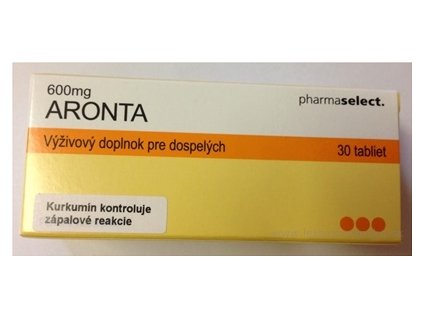 600mg
ARONTA
pharmaselect.
Výživový doplnok pre dospelých
30 tabliet
Kurkumín kontroluje
zápalové reakcie